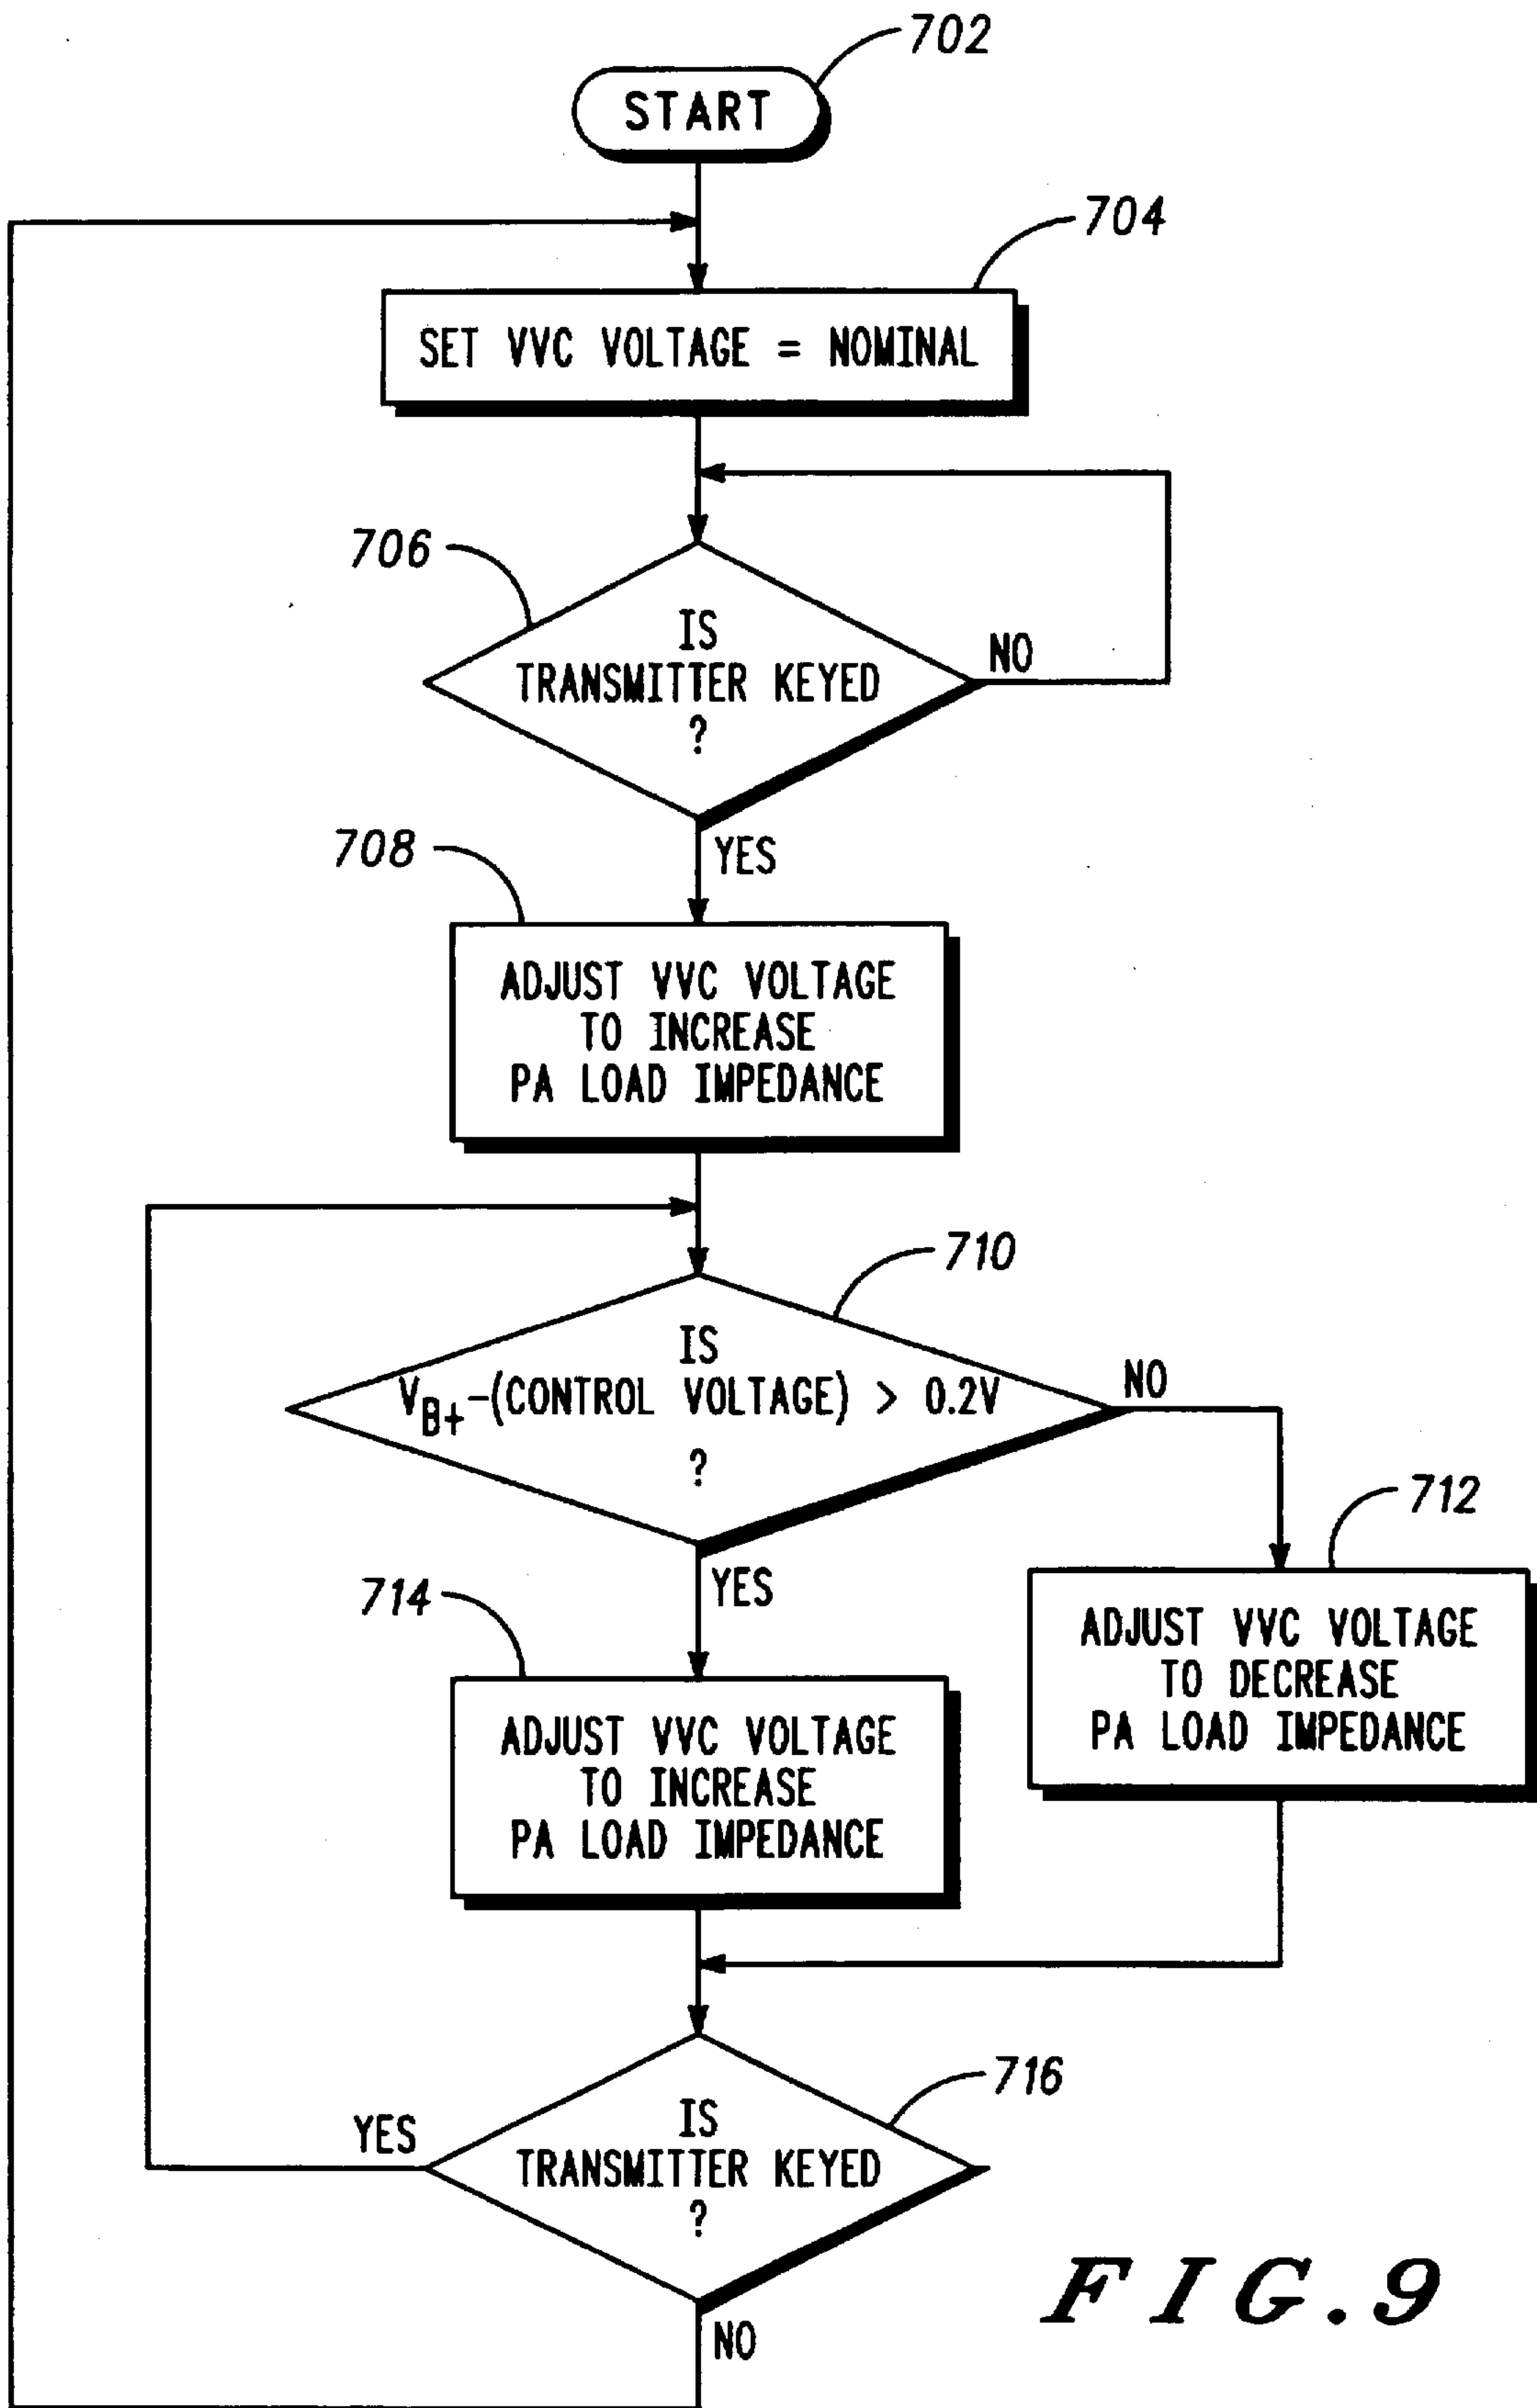 702
START
704
SET VVC VOLTAGE = NOMINAL
706
IS
TRANSMITTER KEYED
?
NO
YES
708
ADJUST VVC VOLTAGE
TO INCREASE
PA LOAD IMPEDANCE
710
IS
VB+-(CONTROL VOLTAGE) > 0.2V
?
NO
YES
712
ADJUST VVC VOLTAGE
TO DECREASE
PA LOAD IMPEDANCE
714
ADJUST VVC VOLTAGE
TO INCREASE
PA LOAD IMPEDANCE
716
IS
TRANSMITTER KEYED
?
YES
NO
FIG.9